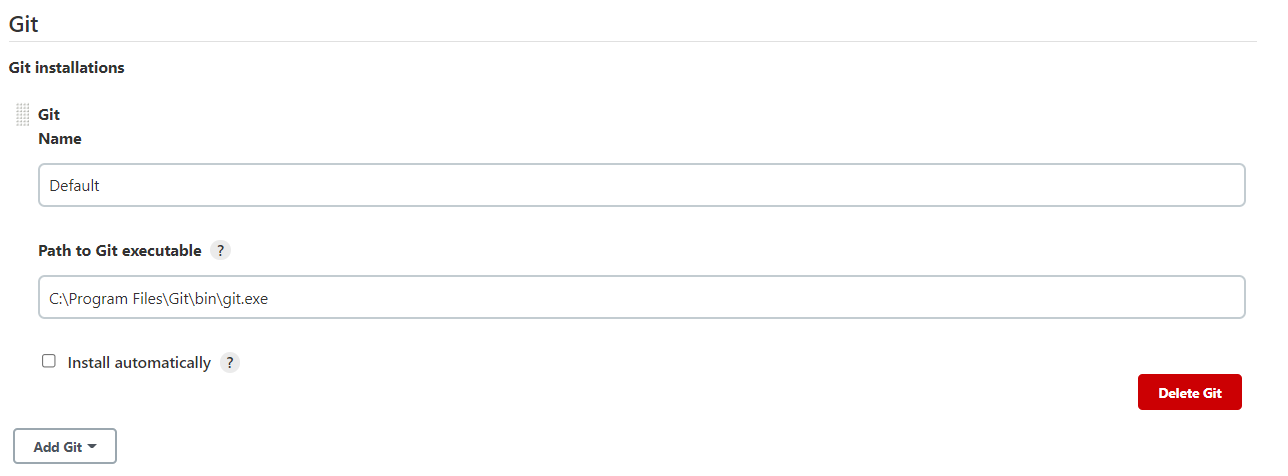 Git
Git installations
Git
Name
Default
Path to Git executable ?
C:\Program Files\Git\bin\git.exe
Install automatically ?
Delete Git
Add Git